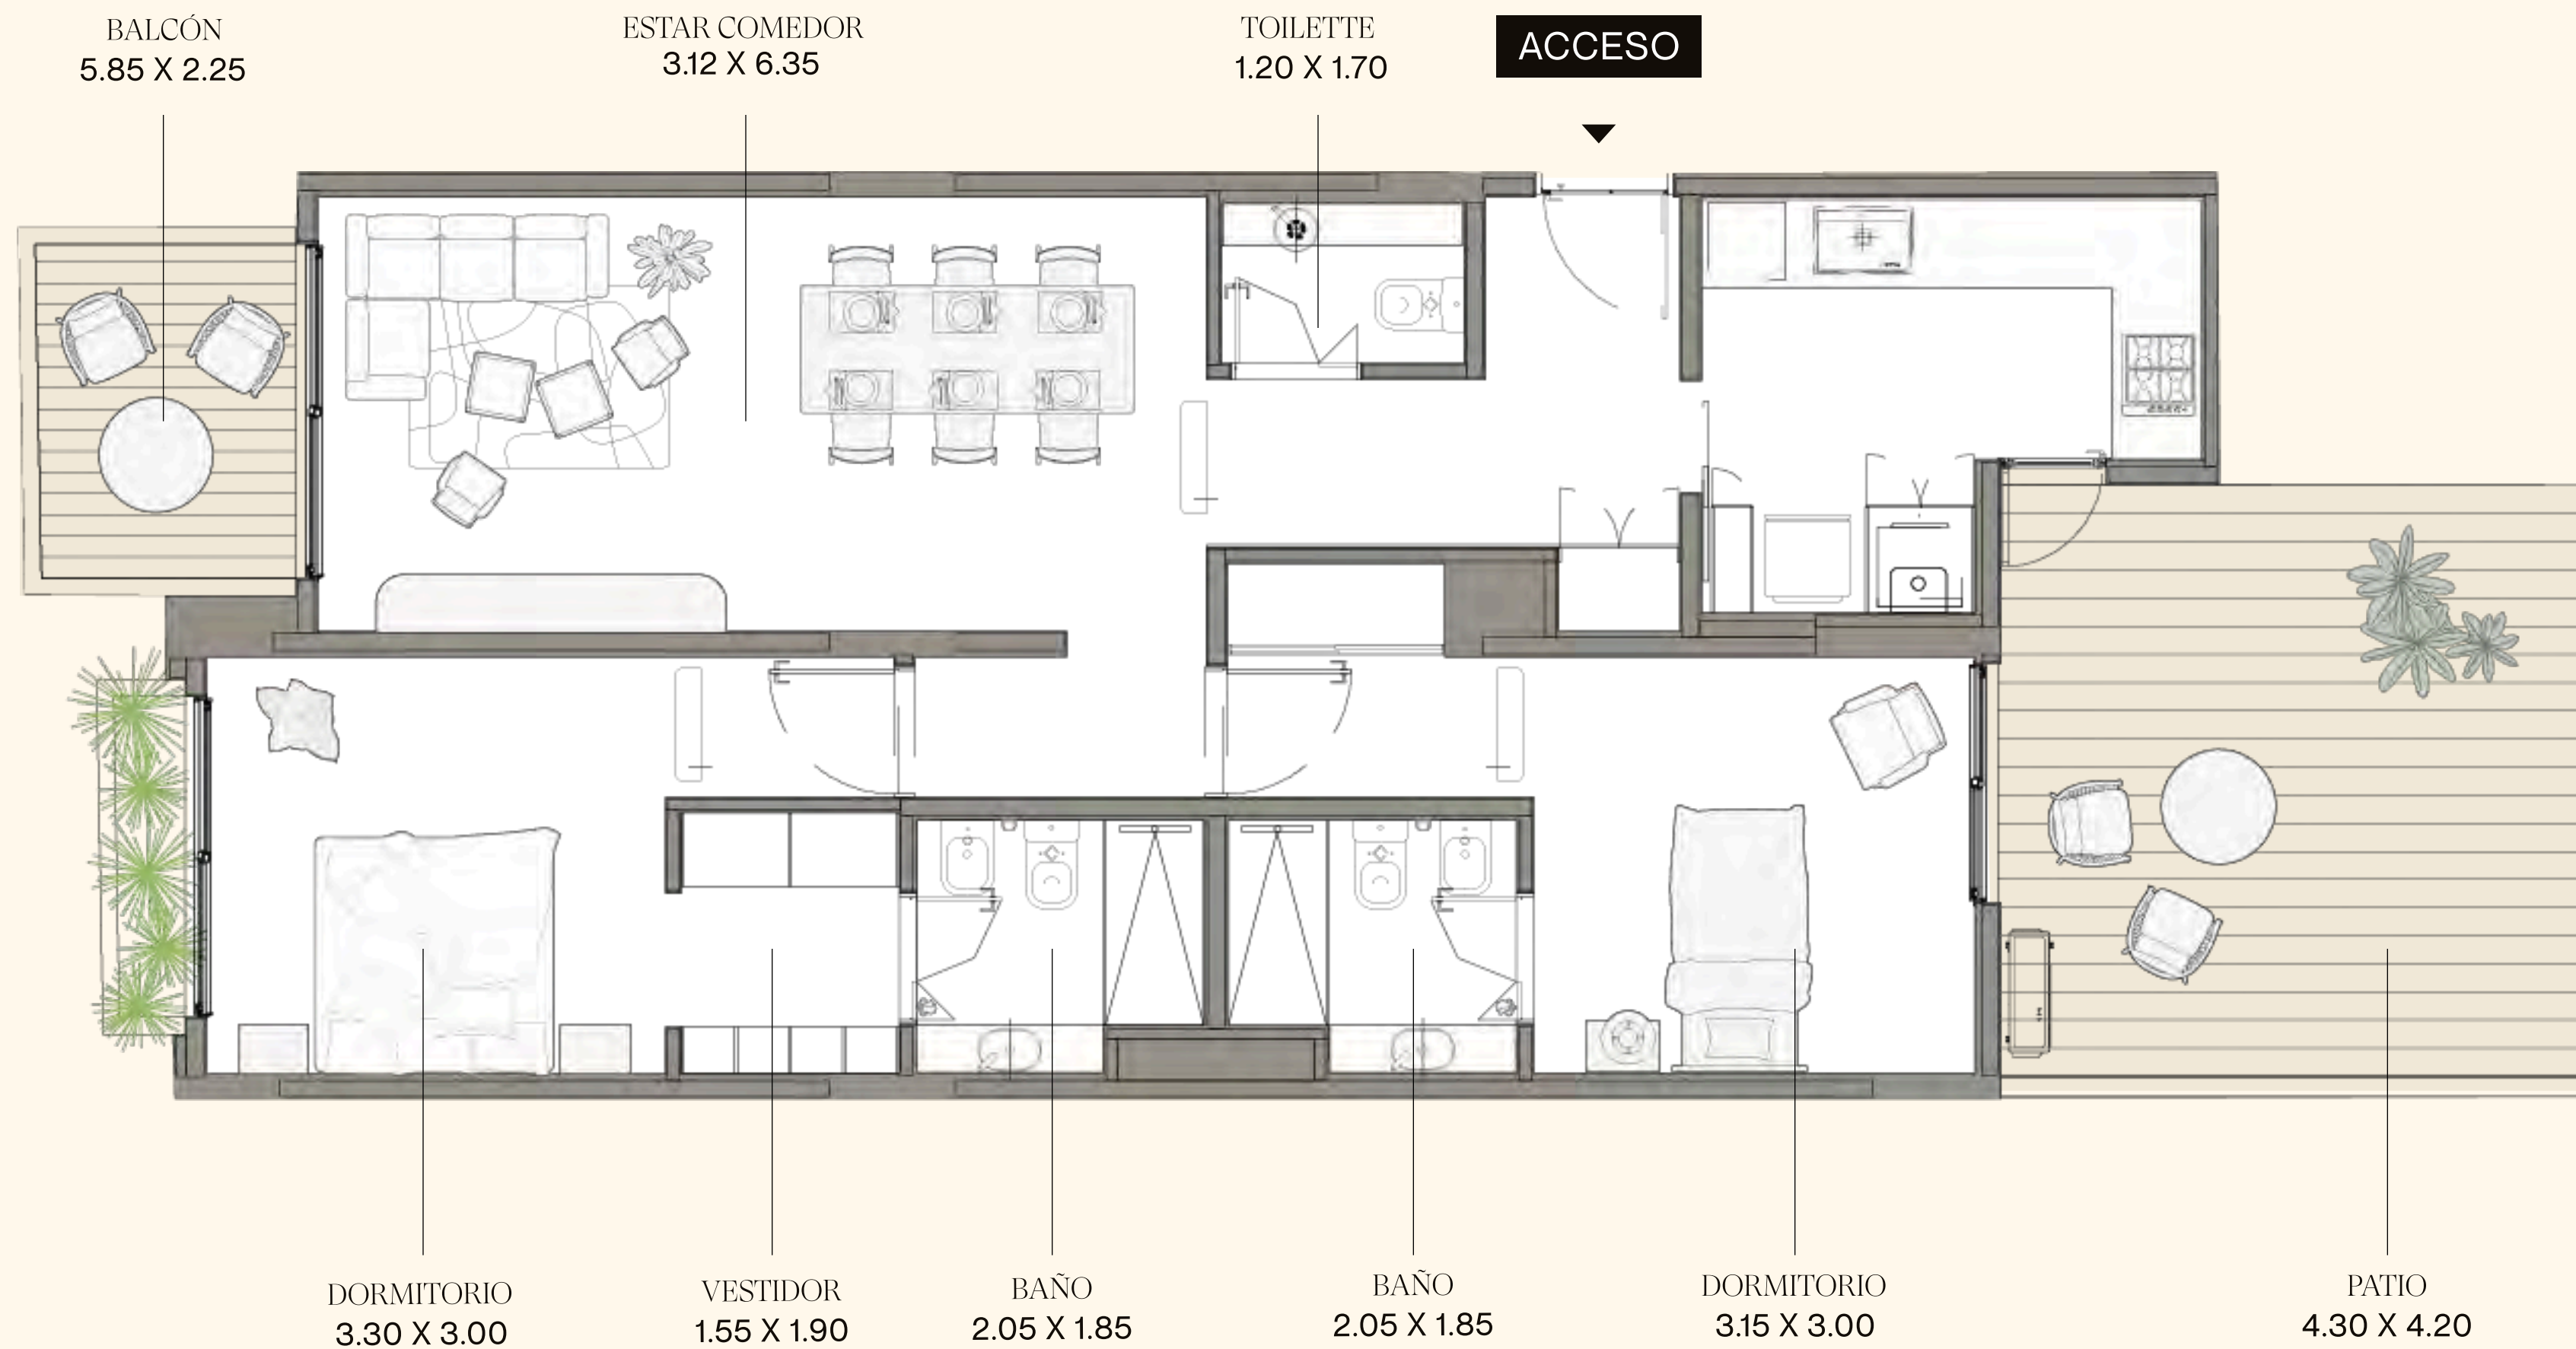 BALCÓN
5.85 X 2.25
ESTAR COMEDOR
3.12 X 6.35
TOILETTE
1.20 X 1.70
ACCESO
DORMITORIO
3.30 X 3.00
VESTIDOR
1.55 X 1.90
BAÑO
2.05 X 1.85
BAÑO
2.05 X 1.85
DORMITORIO
3.15 X 3.00
PATIO
4.30 X 4.20